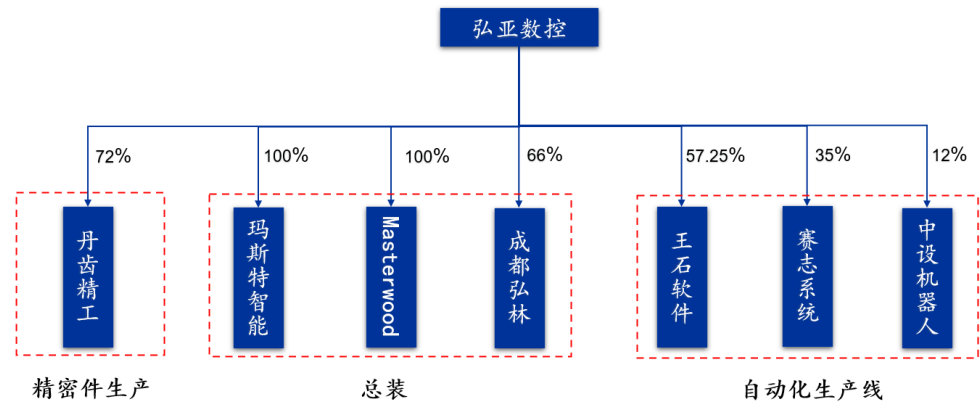 弘亚数控
72%
100%
100%
66%
57.25%
35%
12%
丹齿精工
玛斯特智能
Masterwood
成都弘林
王石软件
赛志系统
中设机器人
精密件生产
总装
自动化生产线